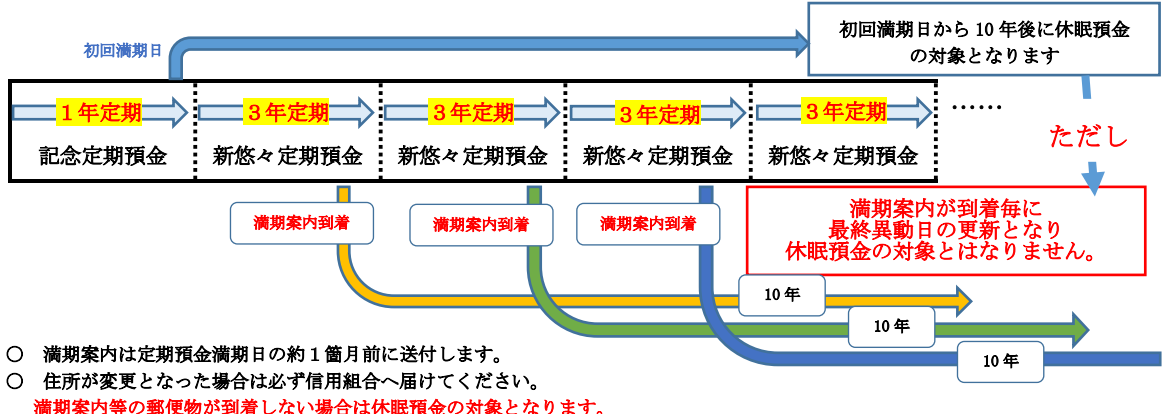 初回満期日から 10 年後に休眠預金
の対象となります
初回満期日
１年定期
３年定期
３年定期
３年定期
３年定期
……
記念定期預金
新悠々定期預金
新悠々定期預金
新悠々定期預金
新悠々定期預金
ただし
満期案内到着
満期案内到着
満期案内到着
満期案内が到着毎に
最終異動日の更新となり
休眠預金の対象とはなりません。
10 年
10 年
10 年
○　満期案内は定期預金満期日の約１箇月前に送付します。
○　住所が変更となった場合は必ず信用組合へ届けてください。
満期案内等の郵便物が到着しない場合は休眠預金の対象となります。